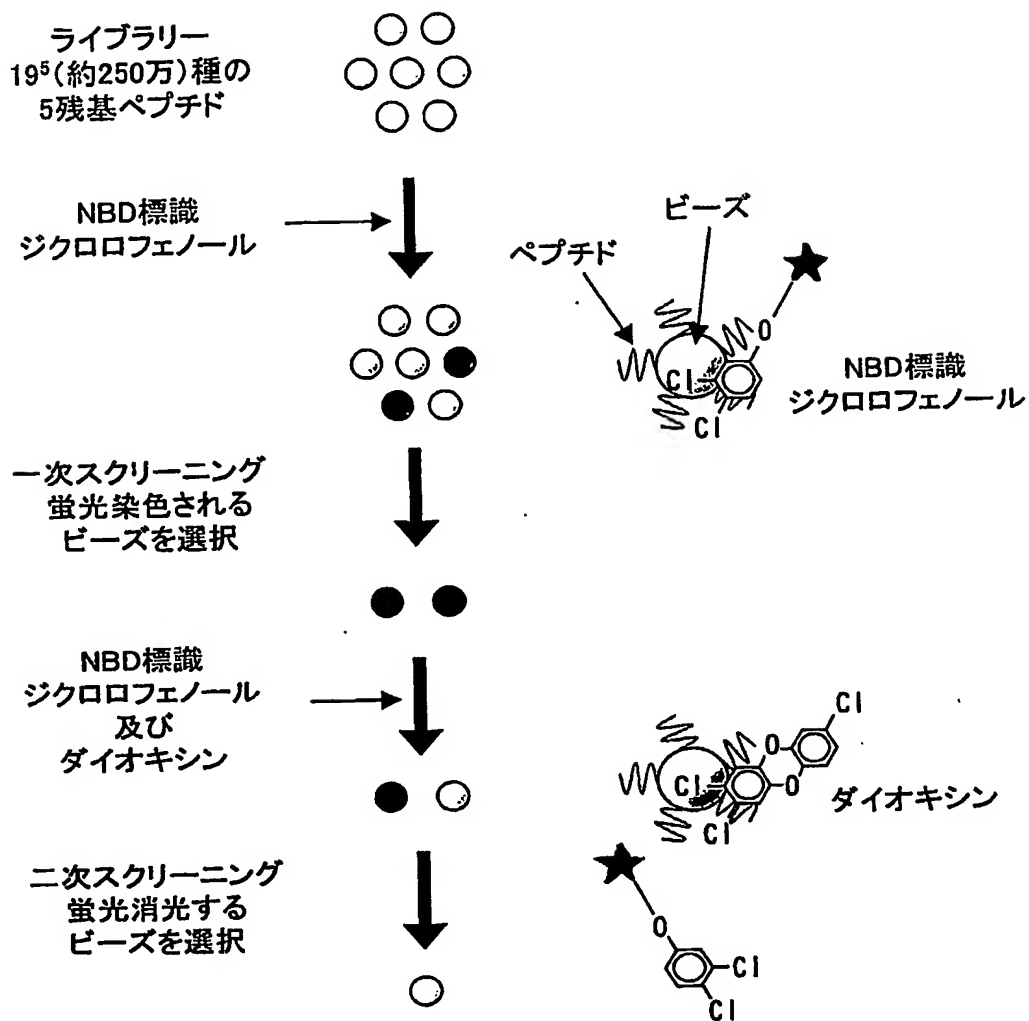 ライブラリー
19⁵(約250万)種の
5残基ペプチド
NBD標識
ジクロロフェノール
ビーズ
ペプチド
O
Cl
Cl
NBD標識
ジクロロフェノール
一次スクリーニング
蛍光染色される
ビーズを選択
NBD標識
ジクロロフェノール
及び
ダイオキシン
Cl
O
Cl
O
Cl
ダイオキシン
二次スクリーニング
蛍光消光する
ビーズを選択
O
Cl
Cl